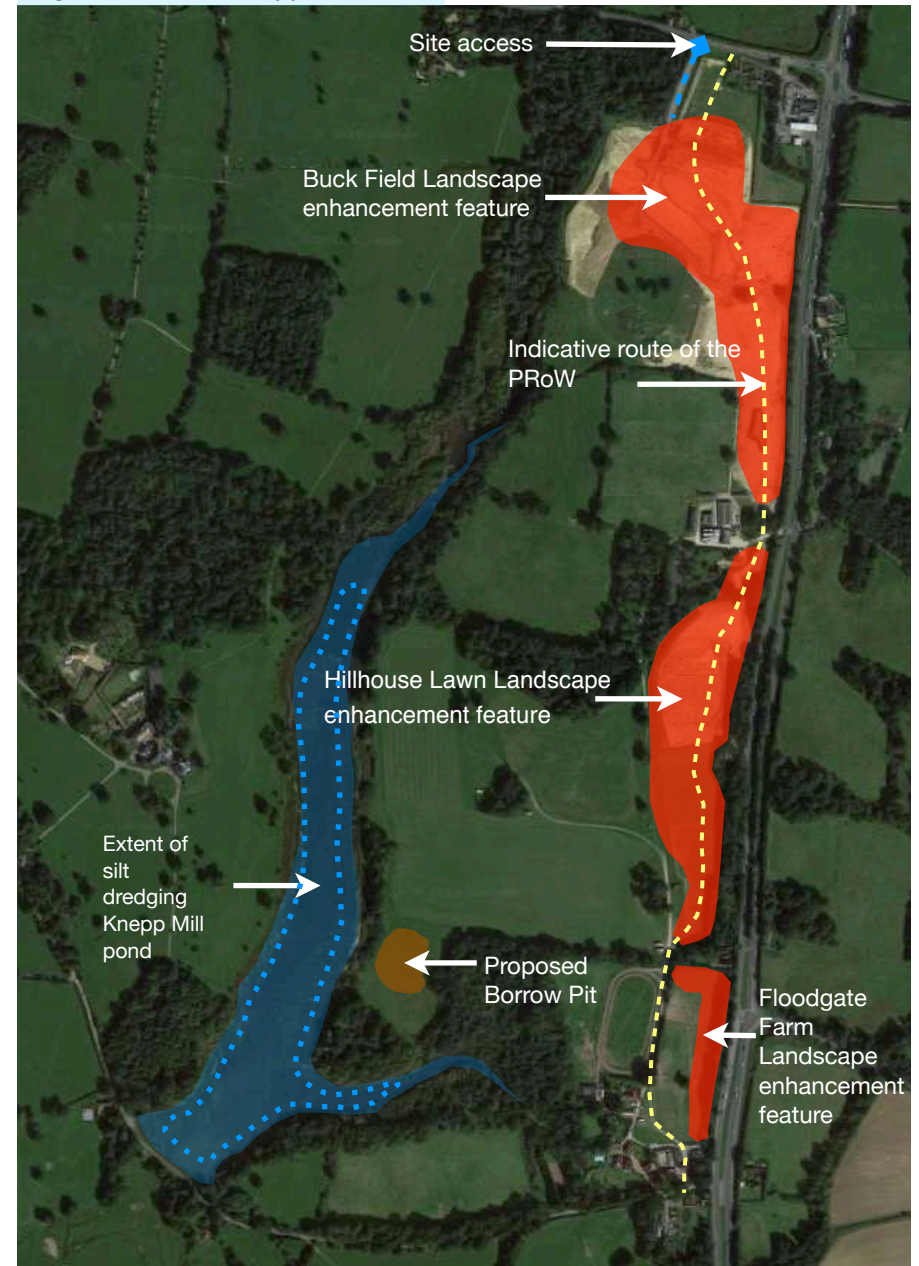 Site access
Buck Field Landscape
enhancement feature
Indicative route of the
PRoW
Hillhouse Lawn Landscape
enhancement feature
Extent of
silt
dredging
Knepp Mill
pond
Proposed
Borrow Pit
Floodgate
Farm
Landscape
enhancement
feature